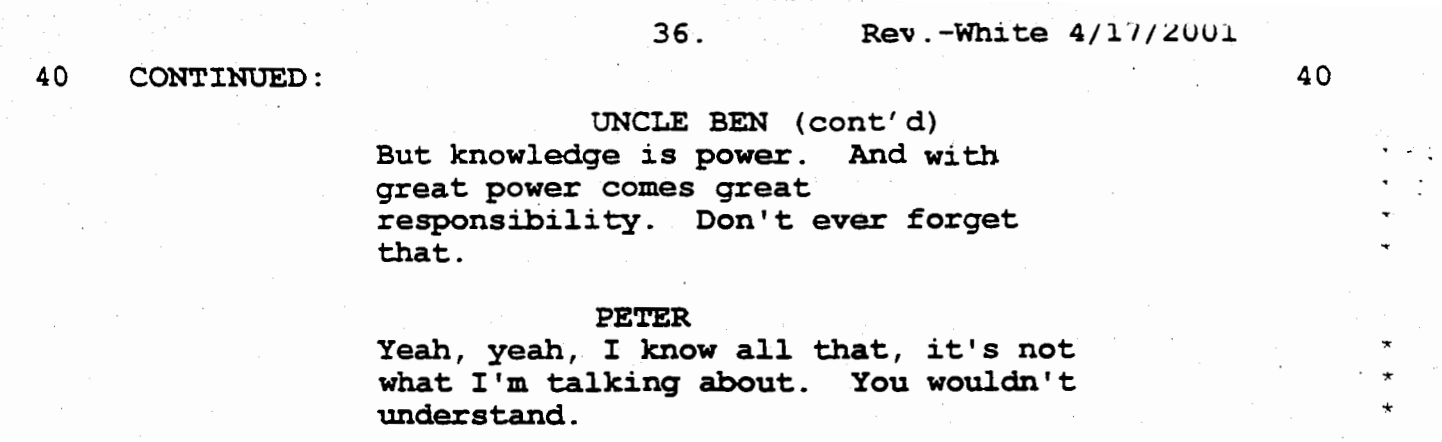 36. Rev.-White 4/17/2001
40 CONTINUED: 40
UNCLE BEN (cont'd)
But knowledge is power. And with *
great power comes great *
responsibility. Don't ever forget *
that. *
PETER
Yeah, yeah, I know all that, it's not *
what I'm talking about. You wouldn't *
understand. *